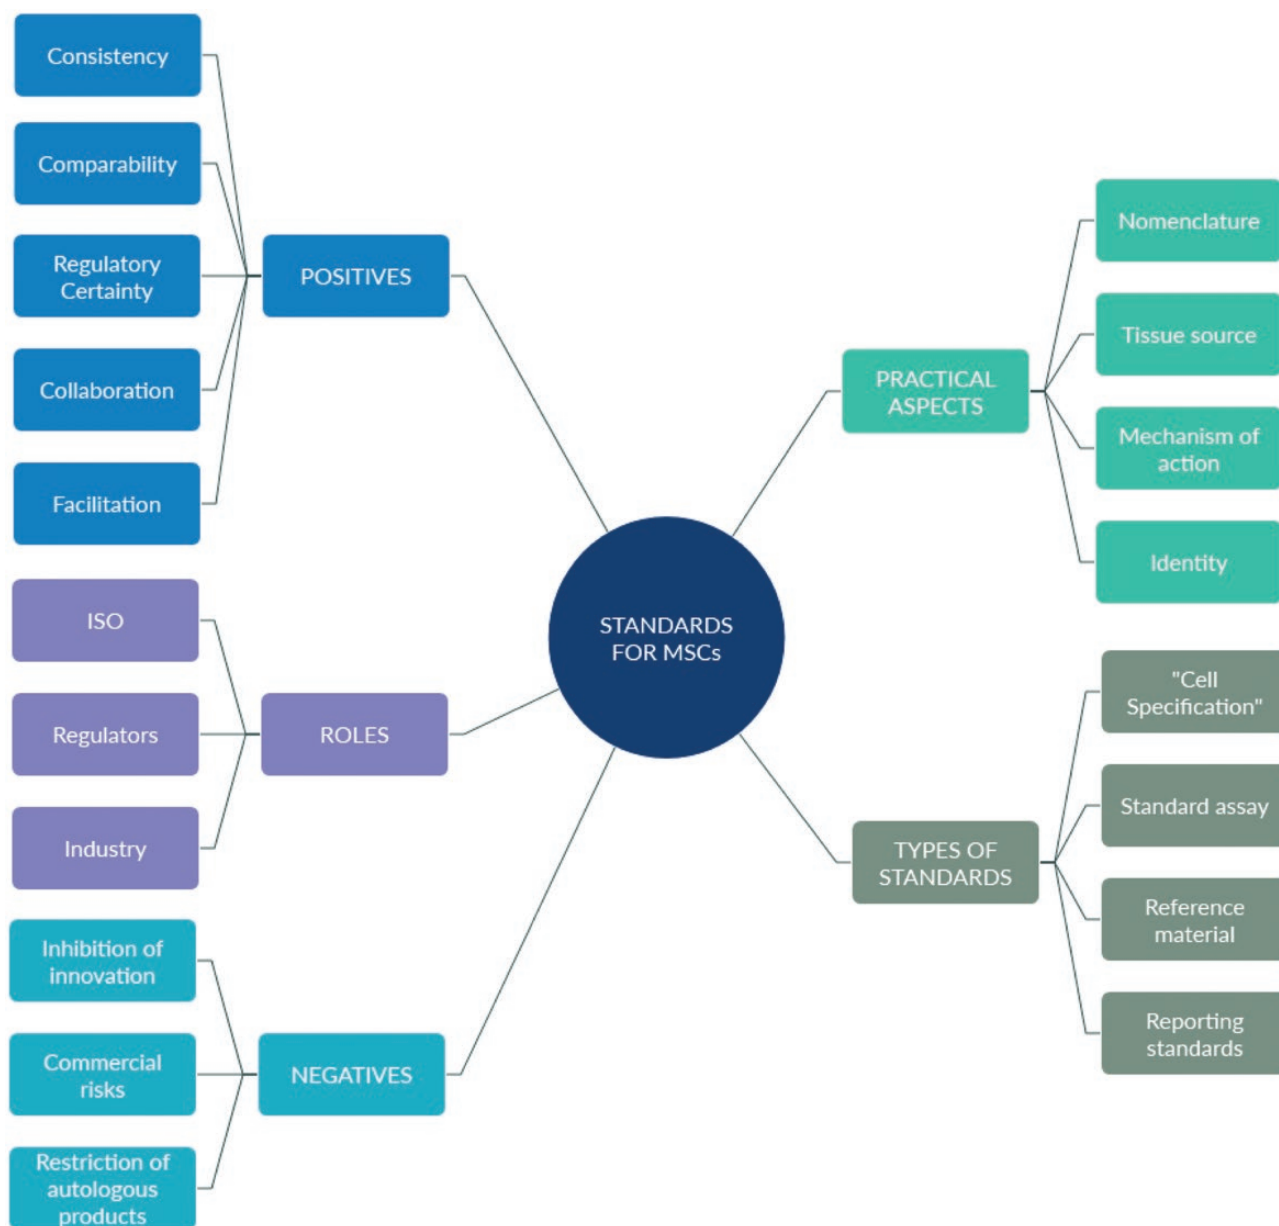 Consistency
Comparability
Regulatory
Certainty
Collaboration
Facilitation
POSITIVES
ISO
Regulators
Industry
ROLES
Inhibition of
innovation
Commercial
risks
Restriction of
autologous
products
NEGATIVES
STANDARDS
FOR MSCs
PRACTICAL
ASPECTS
Nomenclature
Tissue source
Mechanism of
action
Identity
TYPES OF
STANDARDS
"Cell
Specification"
Standard assay
Reference
material
Reporting
standards